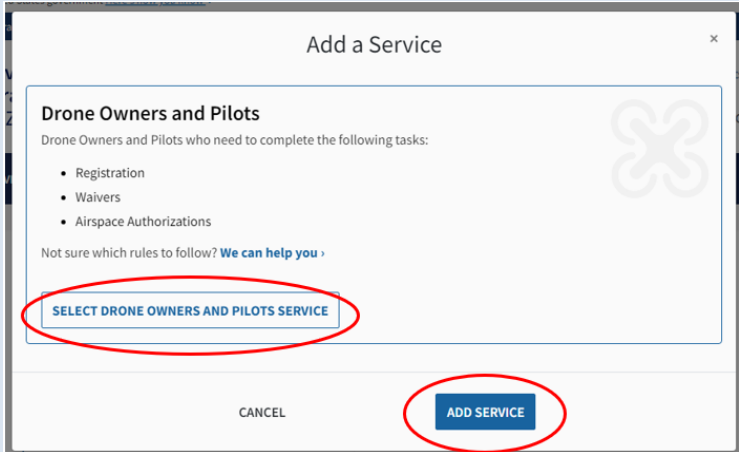 Add a Service
×
Drone Owners and Pilots
Drone Owners and Pilots who need to complete the following tasks:
• Registration
• Waivers
• Airspace Authorizations
Not sure which rules to follow? We can help you ›
SELECT DRONE OWNERS AND PILOTS SERVICE
CANCEL ADD SERVICE